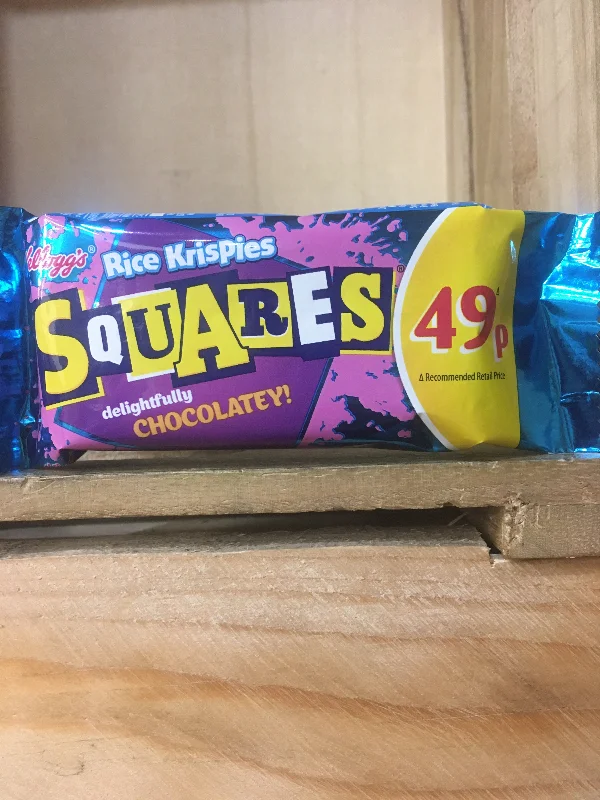 Kellogg's®
Rice Krispies
SQUARES®
delightfully
CHOCOLATEY!
49p
Δ Recommended Retail Price